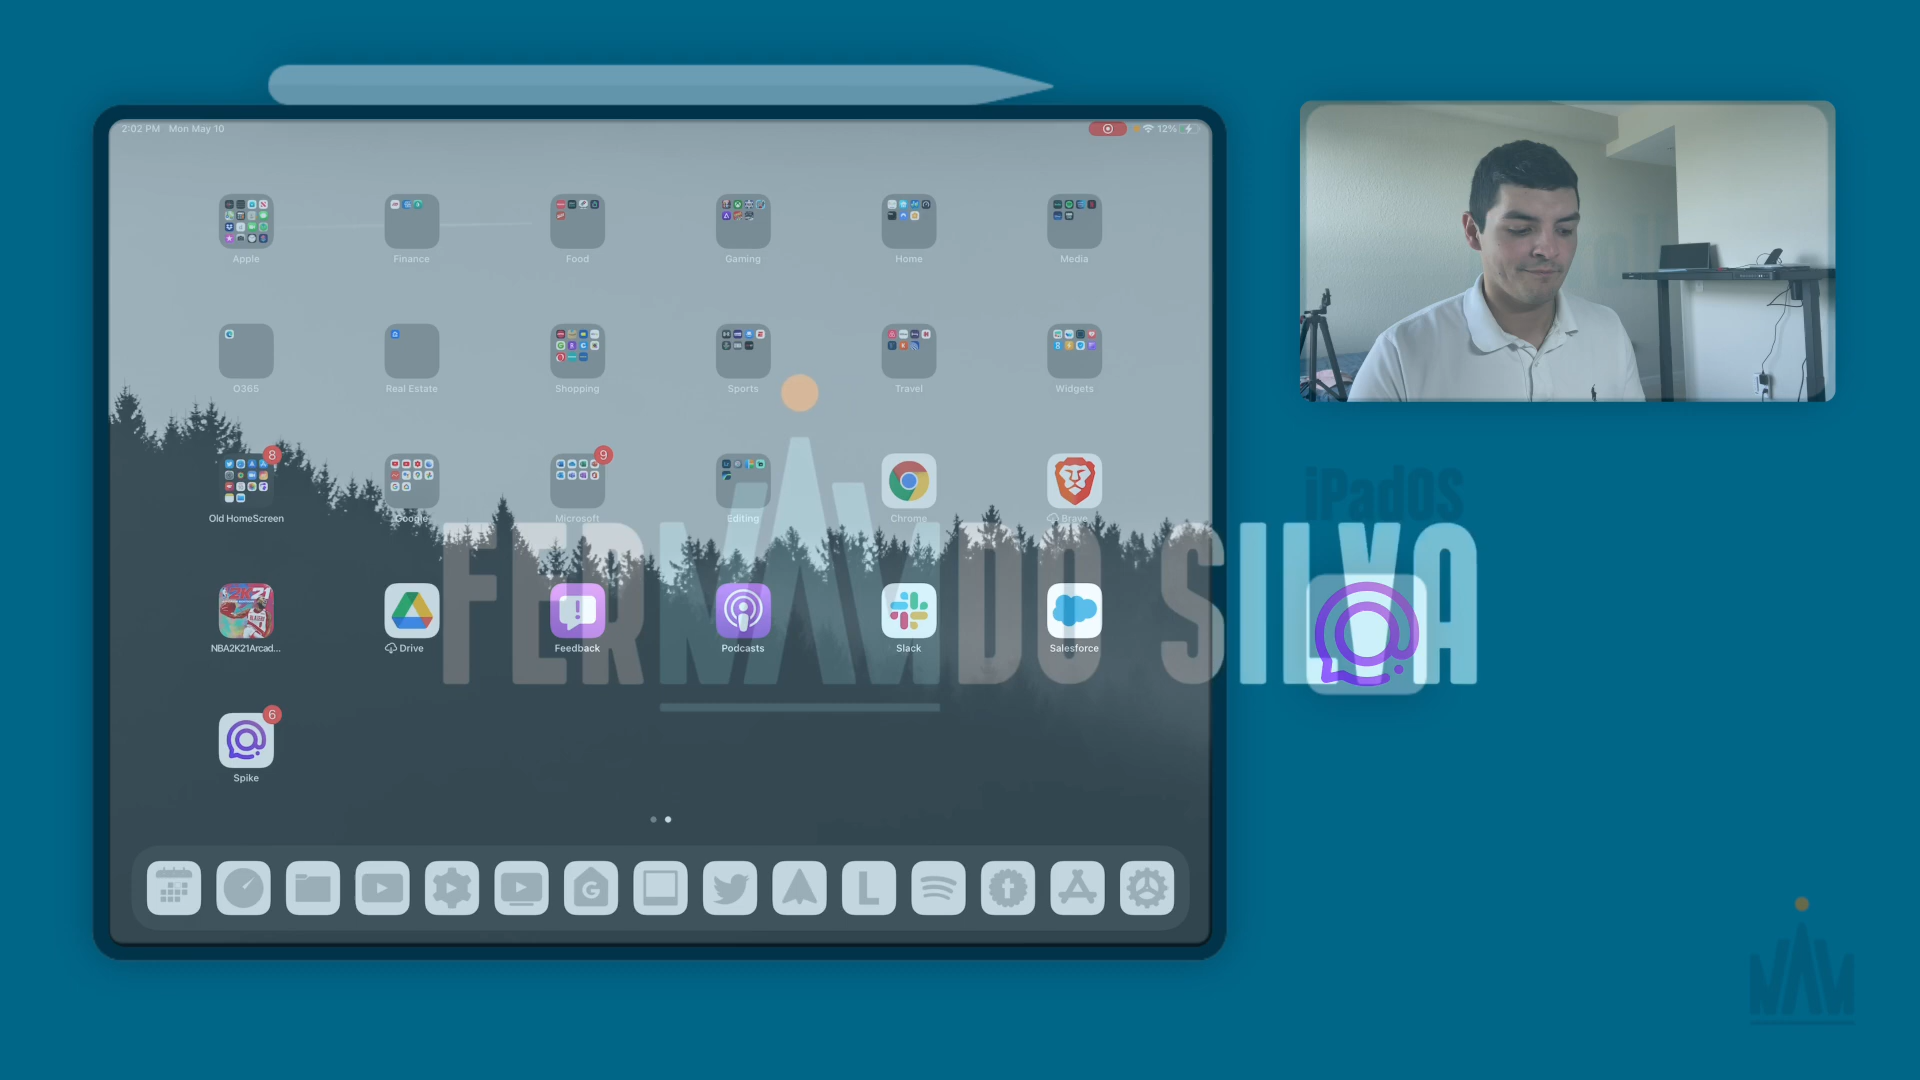 2:02 PM Mon May 10
12%
Apple
Finance
Food
Gaming
Home
Media
O365
Real Estate
Shopping
Sports
Travel
Widgets
8
9
Old HomeScreen
Google
Microsoft
Editing
Chrome
Brave
iPadOS
FERNANDO SILVA
2K21
NBA2K21Arcad...
Drive
Feedback
Podcasts
Slack
Salesforce
6
Spike